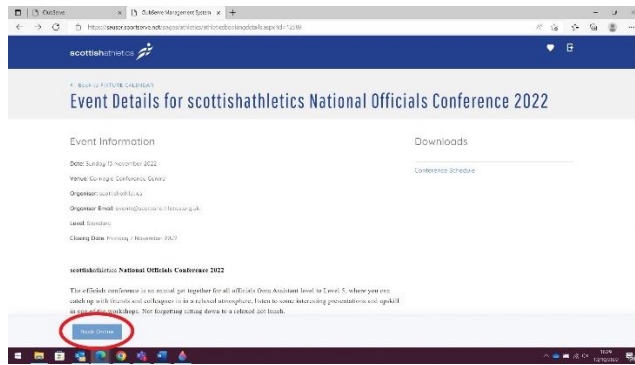 OutServe
OutServe Management System
scottishathletics
BACK TO FIXTURE CALENDAR
Event Details for scottishathletics National Officials Conference 2022
Event Information
Downloads
Date: Sunday 13 November 2022
Conference Schedule
Venue: Carnegie Conference Centre
Organiser: scottishathletics
Organiser Email:
Level:
Closing Date: Monday 7 November 2022
scottishathletics National Officials Conference 2022
The officials conference is an annual get together for all officials from Assistant level to Level 5, where you can
catch up with friends and colleagues in in a relaxed atmosphere, listen to some interesting presentations and upskill
at one of the workshops. Not forgetting sitting down to a relaxed hot lunch.
Book Online